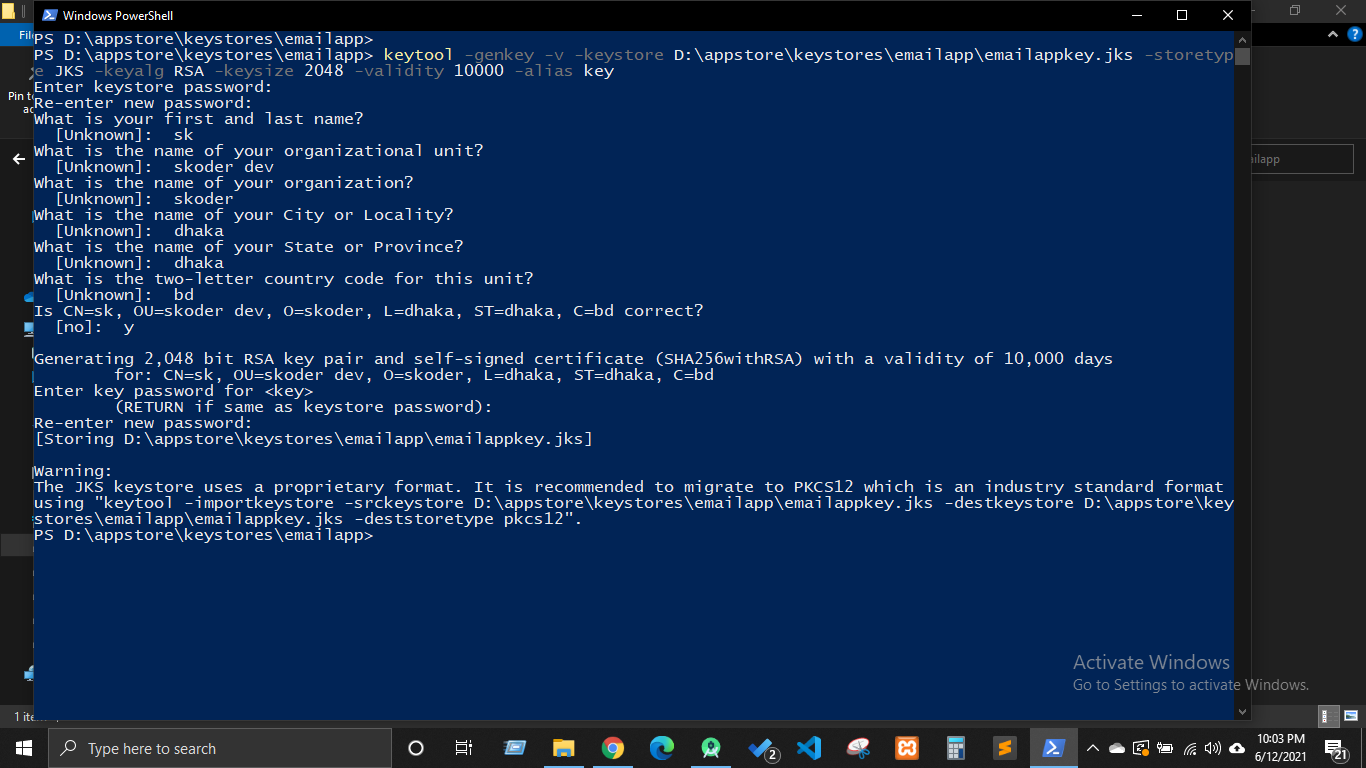 Windows PowerShell
Fil
PS D:\appstore\keystores\emailapp>
PS D:\appstore\keystores\emailapp> keytool -genkey -v -keystore D:\appstore\keystores\emailapp\emailappkey.jks -storetyp
e JKS -keyalg RSA -keysize 2048 -validity 10000 -alias key
Enter keystore password:
Pin t
Re-enter new password:
ac
What is your first and last name?
[Unknown]: sk
What is the name of your organizational unit?
ailapp
[Unknown]: skoder dev
What is the name of your organization?
[Unknown]: skoder
What is the name of your City or Locality?
[Unknown]: dhaka
What is the name of your State or Province?
[Unknown]: dhaka
What is the two-letter country code for this unit?
[Unknown]: bd
Is CN=sk, OU=skoder dev, O=skoder, L=dhaka, ST=dhaka, C=bd correct?
[no]: y
Generating 2,048 bit RSA key pair and self-signed certificate (SHA256withRSA) with a validity of 10,000 days
for: CN=sk, OU=skoder dev, O=skoder, L=dhaka, ST=dhaka, C=bd
Enter key password for <key>
(RETURN if same as keystore password):
Re-enter new password:
[Storing D:\appstore\keystores\emailapp\emailappkey.jks]
Warning:
The JKS keystore uses a proprietary format. It is recommended to migrate to PKCS12 which is an industry standard format
using "keytool -importkeystore -srckeystore D:\appstore\keystores\emailapp\emailappkey.jks -destkeystore D:\appstore\key
stores\emailapp\emailappkey.jks -deststoretype pkcs12".
PS D:\appstore\keystores\emailapp>
Activate Windows
Go to Settings to activate Windows.
1 ite
Type here to search
2
10:03 PM
6/12/2021
21